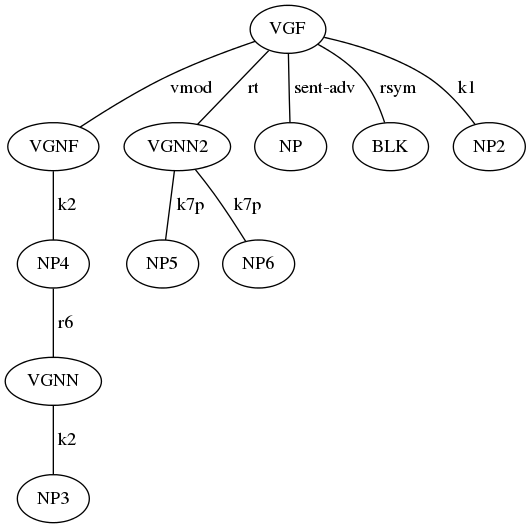 VGF
vmod rt sent-adv rsym k1
VGNF VGNN2 NP BLK NP2
k2 k7p k7p
NP4 NP5 NP6
r6
VGNN
k2
NP3